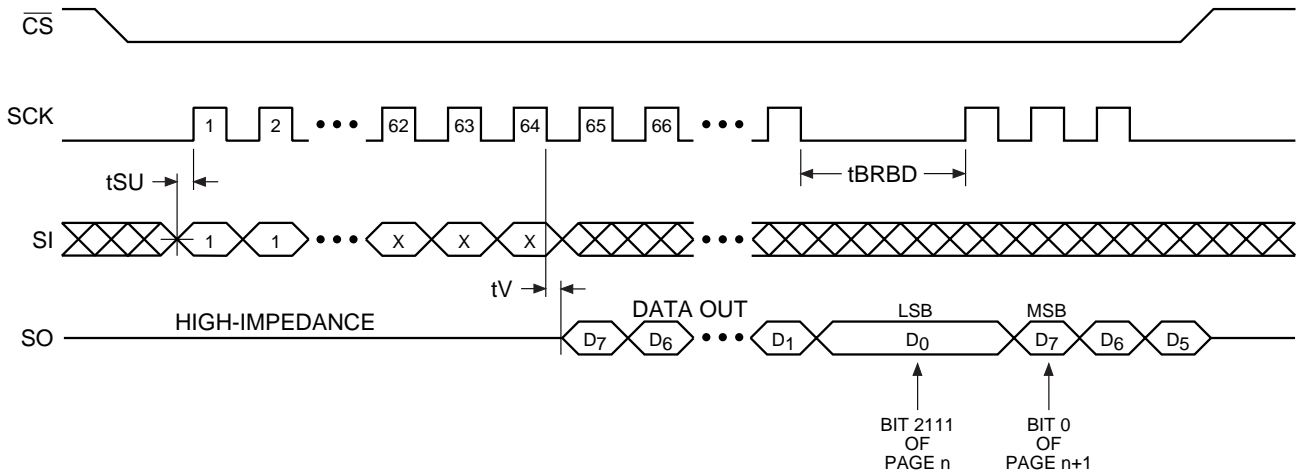 CS
SCK
1 2 ••• 62 63 64 65 66 •••
tSU
tBRBD
SI
1 1 ••• X X X •••
tV
HIGH-IMPEDANCE
DATA OUT
LSB
MSB
SO
D7 D6 ••• D1 D0 D7 D6 D5
BIT 2111
OF
PAGE n
BIT 0
OF
PAGE n+1